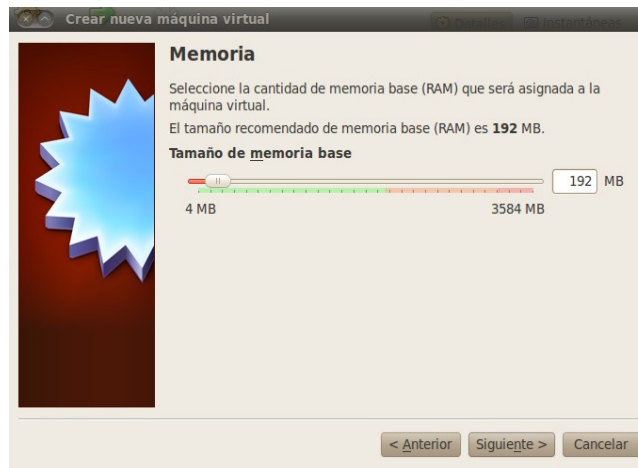 Crear nueva máquina virtual
Detalles
Instantáneas
Memoria
Seleccione la cantidad de memoria base (RAM) que será asignada a la
máquina virtual.
El tamaño recomendado de memoria base (RAM) es 192 MB.
Tamaño de memoria base
192 MB
4 MB
3584 MB
< Anterior
Siguiente >
Cancelar